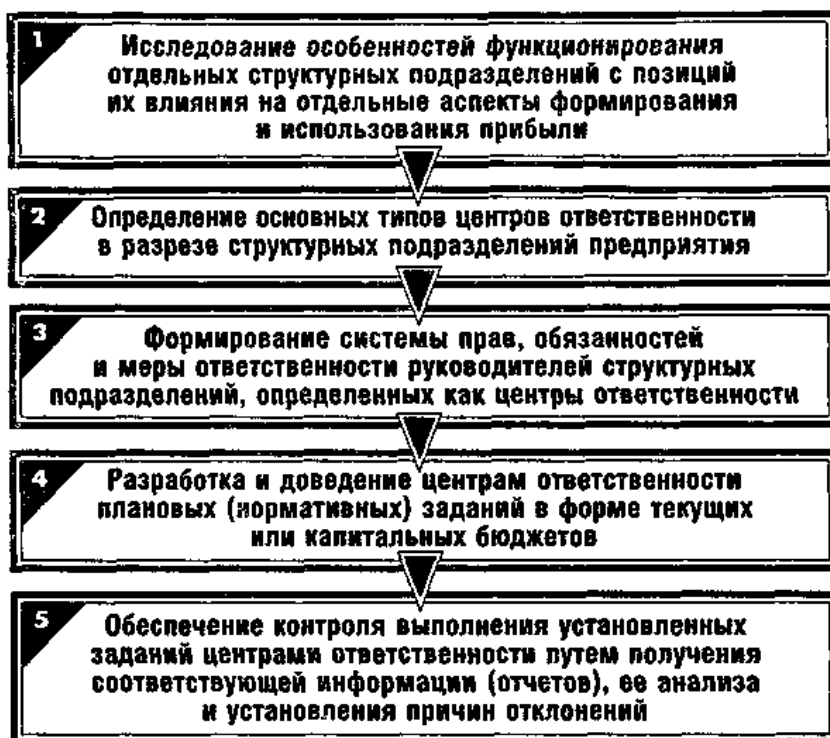 1
Исследование особенностей функционирования
отдельных структурных подразделений с позиций
их влияния на отдельные аспекты формирования
и использования прибыли
2
Определение основных типов центров ответственности
в разрезе структурных подразделений предприятия
3
Формирование системы прав, обязанностей
и меры ответственности руководителей структурных
подразделений, определенных как центры ответственности
4
Разработка и доведение центрам ответственности
плановых (нормативных) заданий в форме текущих
или капитальных бюджетов
5
Обеспечение контроля выполнения установленных
заданий центрами ответственности путем получения
соответствующей информации (отчетов), ее анализа
и установления причин отклонений